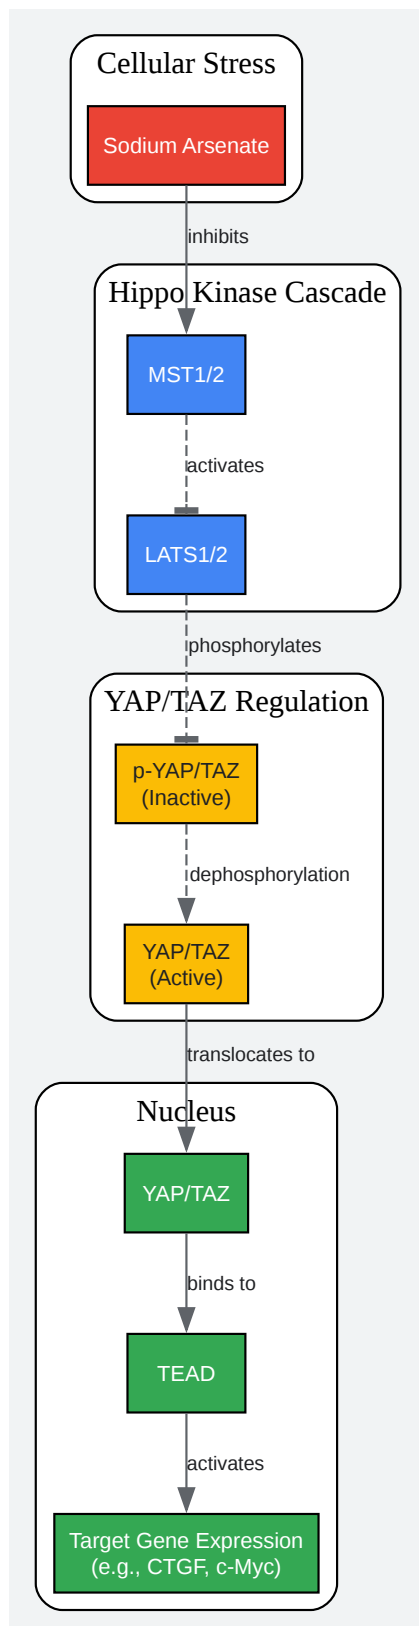 Cellular Stress
Sodium Arsenate
inhibits
Hippo Kinase Cascade
MST1/2
activates
LATS1/2
phosphorylates
YAP/TAZ Regulation
p-YAP/TAZ
(Inactive)
dephosphorylation
YAP/TAZ
(Active)
translocates to
Nucleus
YAP/TAZ
binds to
TEAD
activates
Target Gene Expression
(e.g., CTGF, c-Myc)